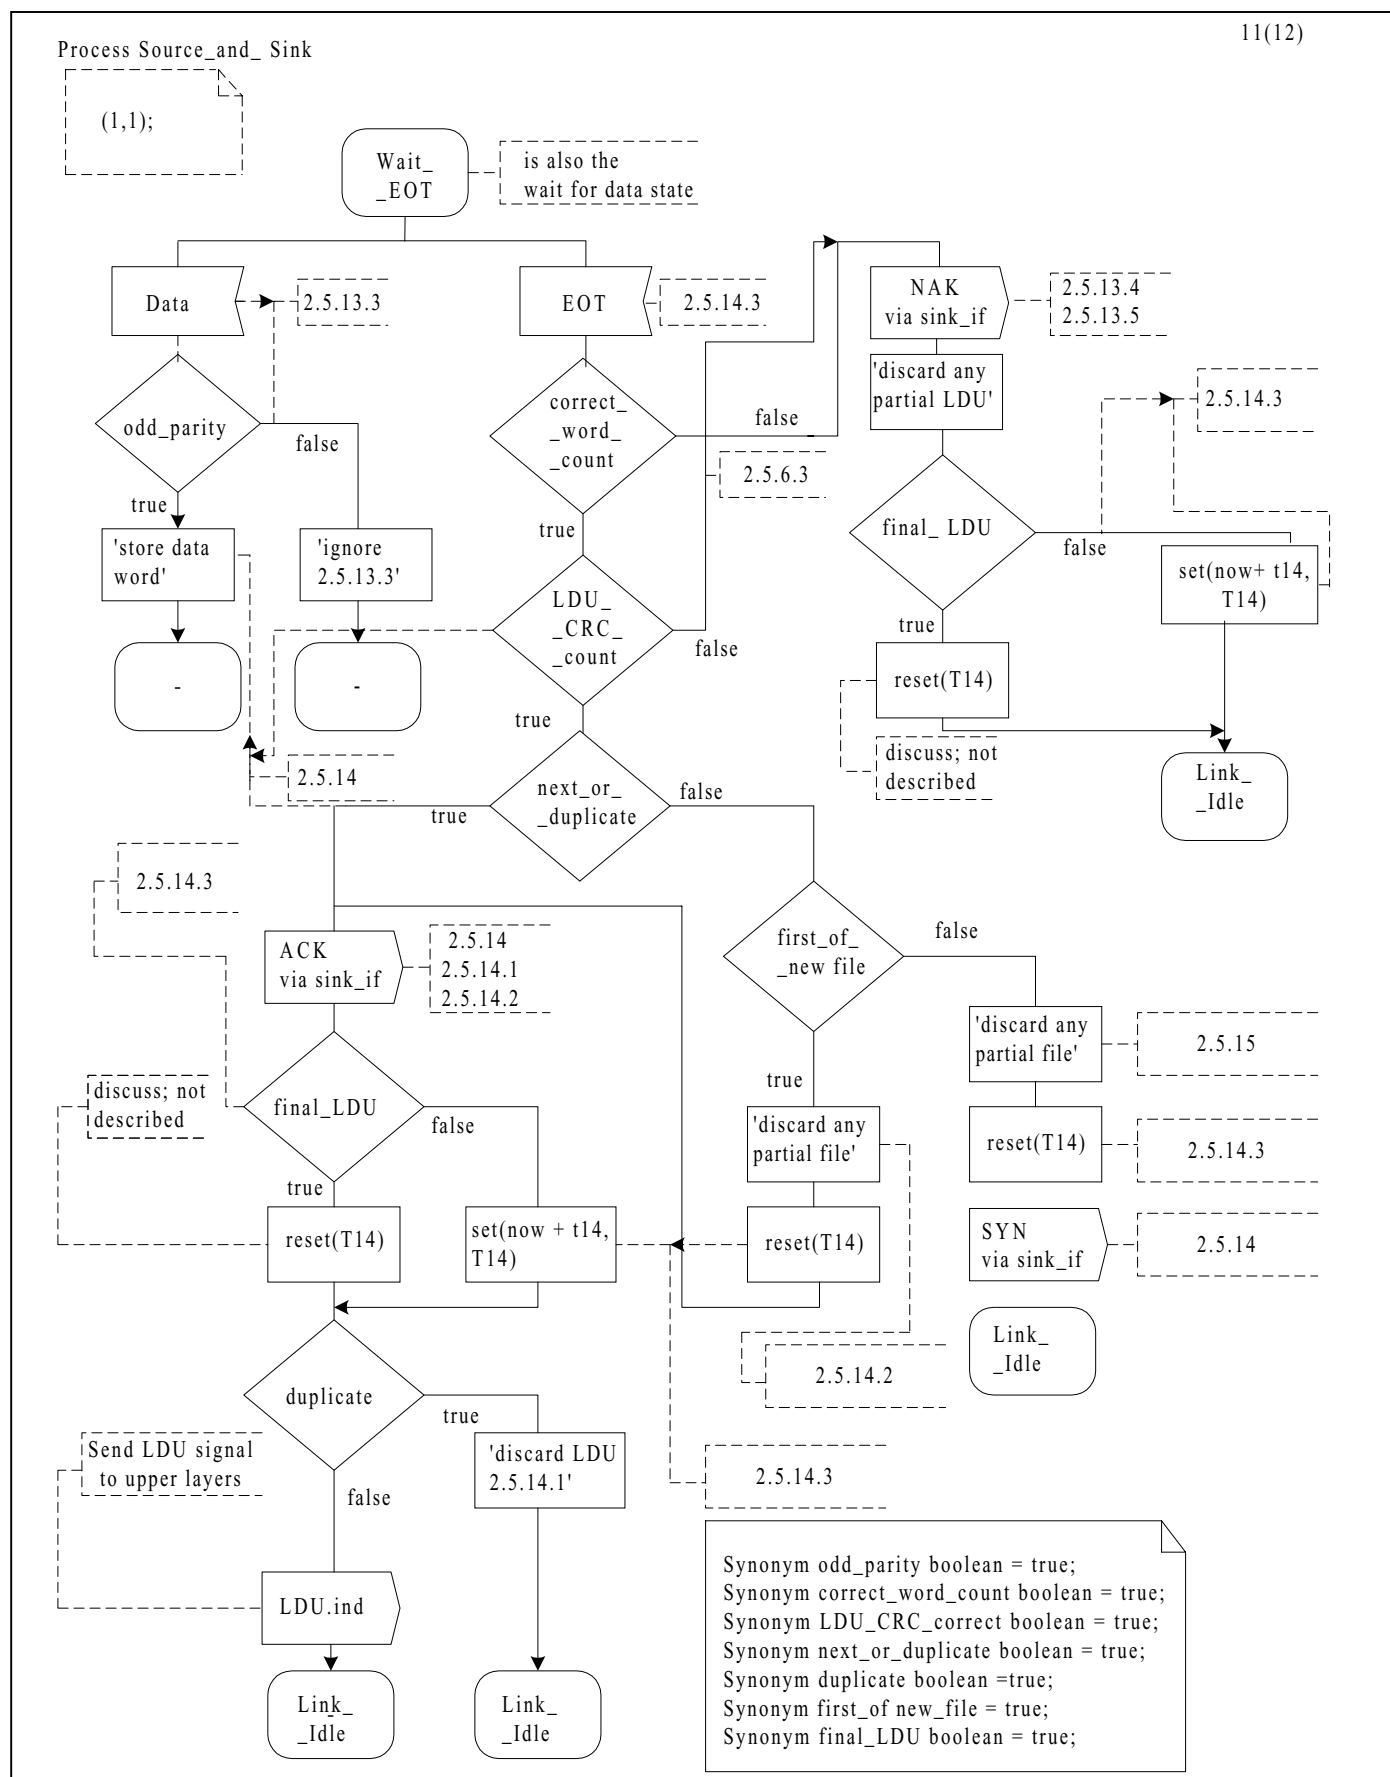 11(12)
Process Source_and_ Sink
(1,1);
Wait_
_EOT
is also the
wait for data state
Data
2.5.13.3
EOT
2.5.14.3
NAK
via sink_if
2.5.13.4
2.5.13.5
'discard any
partial LDU'
2.5.14.3
odd_parity
false
true
correct_
_word_
_count
false
2.5.6.3
true
final_ LDU
false
'store data
word'
'ignore
2.5.13.3'
LDU_
_CRC_
_count
false
set(now+ t14,
T14)
true
reset(T14)
-
-
true
discuss; not
described
Link_
_Idle
2.5.14
next_or_
_duplicate
true
false
2.5.14.3
ACK
via sink_if
2.5.14
2.5.14.1
2.5.14.2
first_of_
_new file
false
'discard any
partial file'
2.5.15
true
discuss; not
described
final_LDU
false
'discard any
partial file'
reset(T14)
2.5.14.3
true
reset(T14)
set(now + t14,
T14)
reset(T14)
SYN
via sink_if
2.5.14
Link_
_Idle
2.5.14.2
duplicate
true
Send LDU signal
to upper layers
false
'discard LDU
2.5.14.1'
2.5.14.3
LDU.ind
Link_
_Idle
Link_
_Idle
Synonym odd_parity boolean = true;
Synonym correct_word_count boolean = true;
Synonym LDU_CRC_correct boolean = true;
Synonym next_or_duplicate boolean = true;
Synonym duplicate boolean =true;
Synonym first_of new_file = true;
Synonym final_LDU boolean = true;